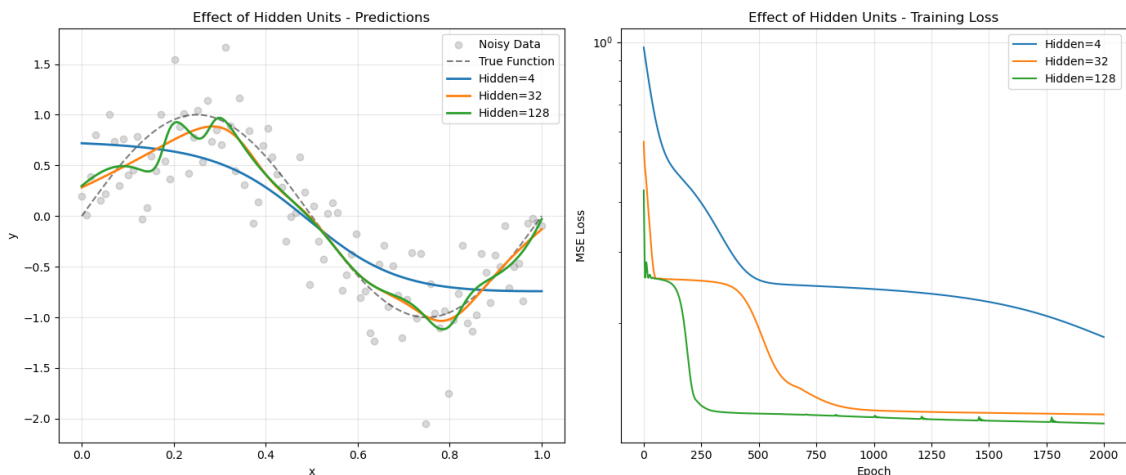 Effect of Hidden Units - Predictions
Noisy Data
True Function
Hidden=4
Hidden=32
Hidden=128
y
1.5
1.0
0.5
0.0
−0.5
−1.0
−1.5
−2.0
0.0 0.2 0.4 0.6 0.8 1.0
x
Effect of Hidden Units - Training Loss
Hidden=4
Hidden=32
Hidden=128
MSE Loss
10⁰
0 250 500 750 1000 1250 1500 1750 2000
Epoch